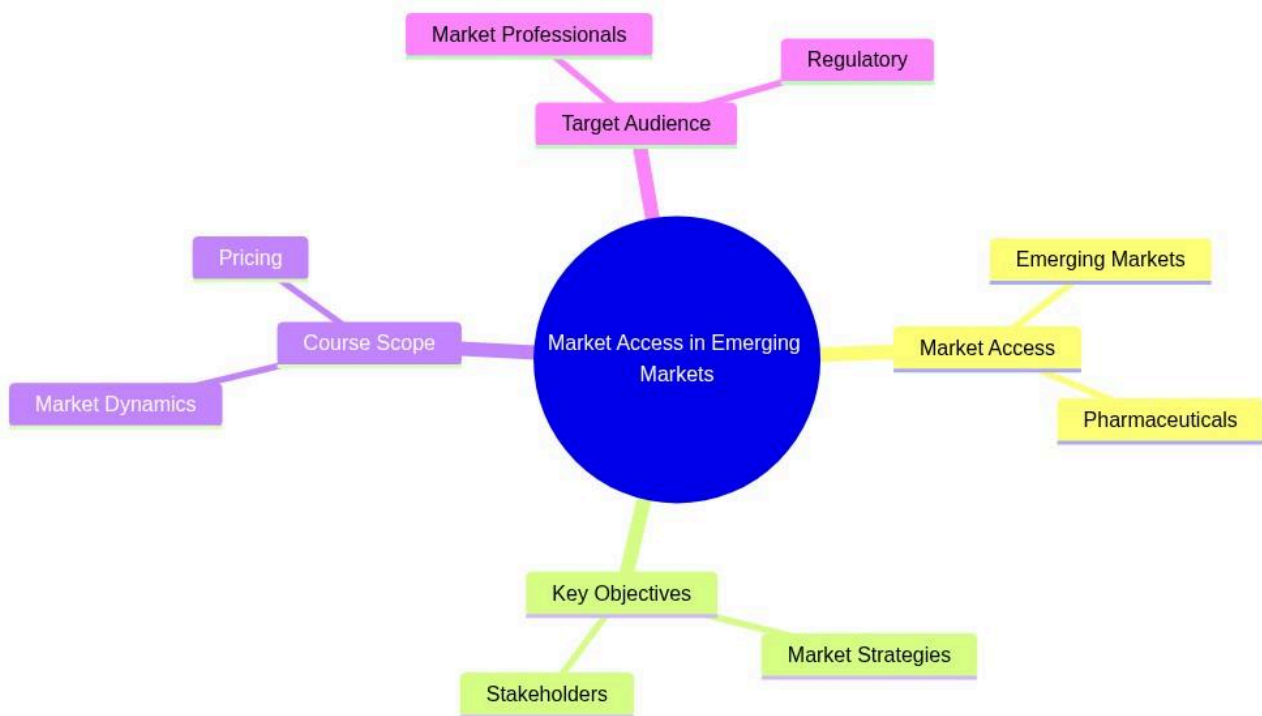 Market Professionals
Regulatory
Target Audience
Pricing
Emerging Markets
Course Scope
Market Access in Emerging
Markets
Market Access
Market Dynamics
Pharmaceuticals
Key Objectives
Market Strategies
Stakeholders